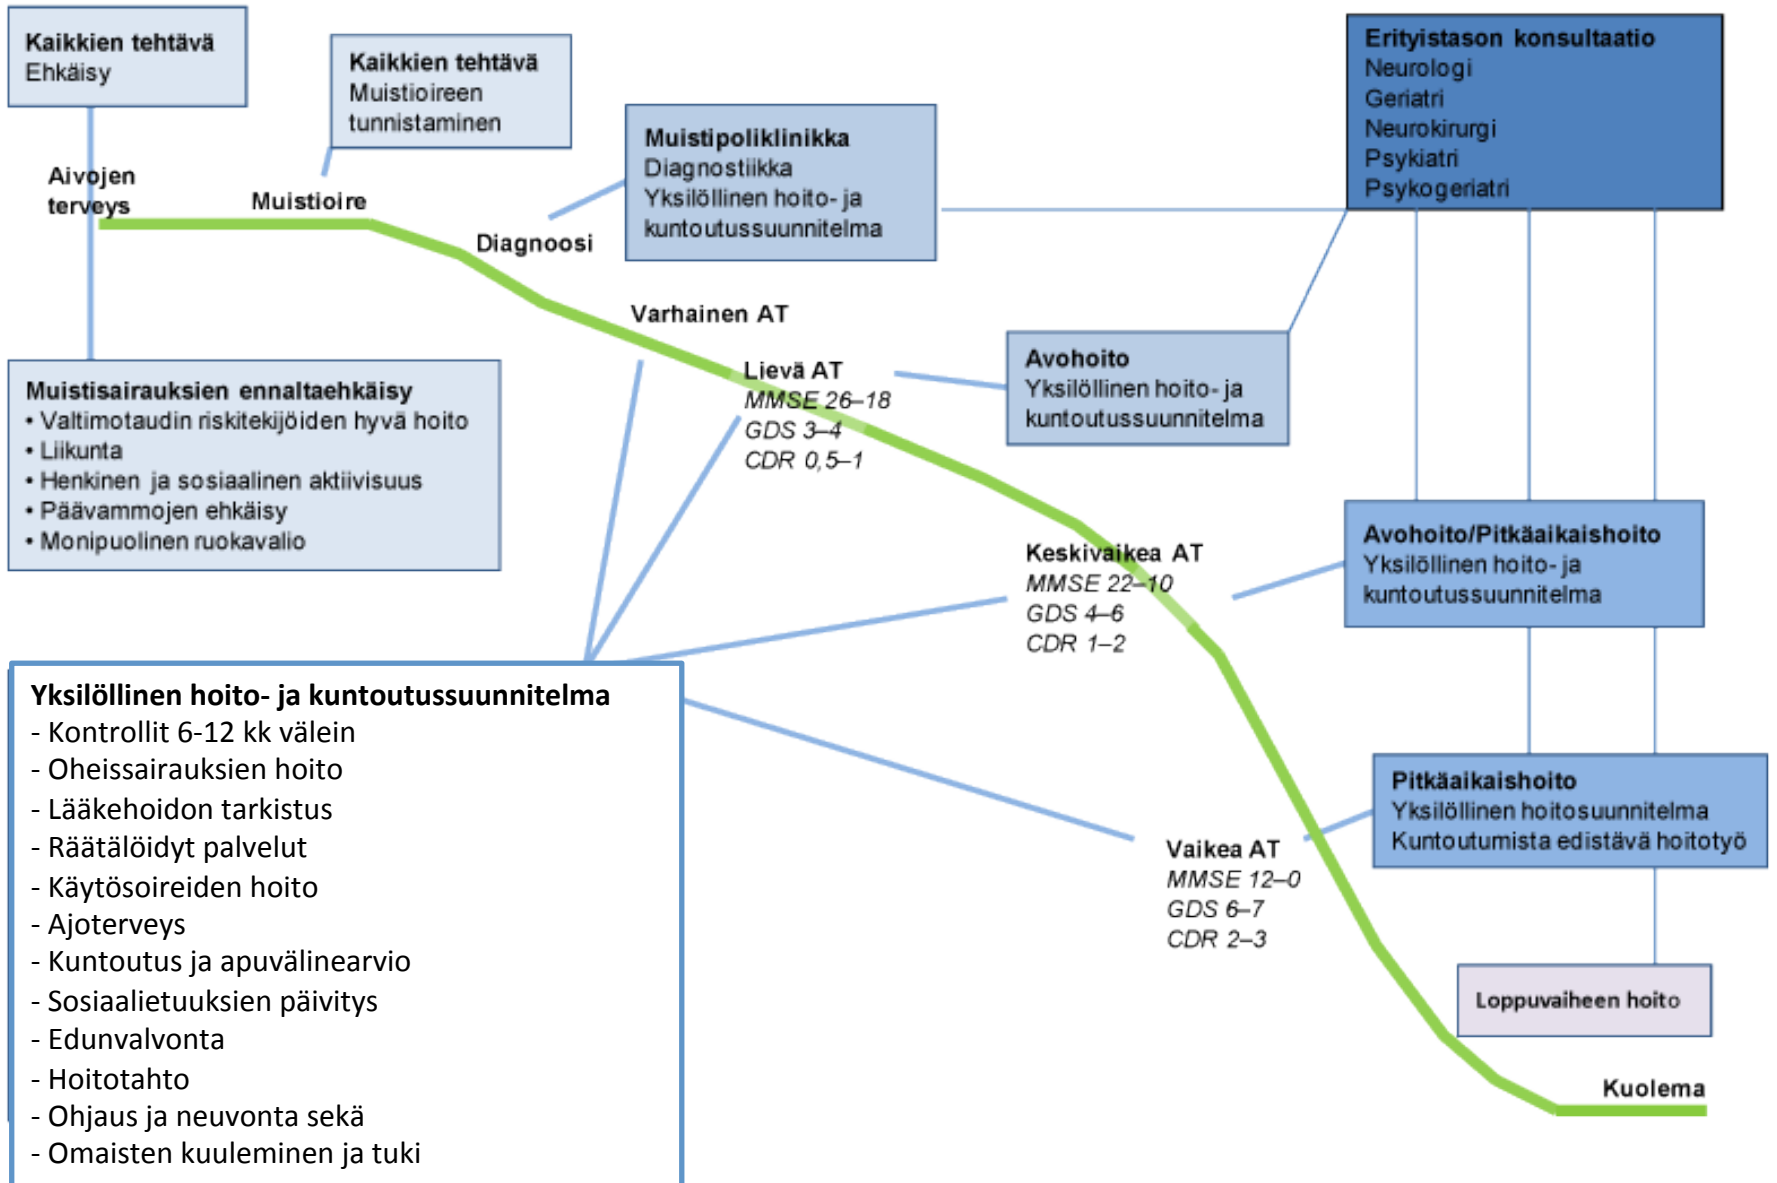 Kaikkien tehtävä
Ehkäisy
Kaikkien tehtävä
Muistioireen
tunnistaminen
Muistipoliklinikka
Diagnostiikka
Yksilöllinen hoito- ja
kuntoutussuunnitelma
Erityistason konsultaatio
Neurologi
Geriatri
Neurokirurgi
Psykiatri
Psykogeriatri
Aivojen
terveys
Muistioire
Diagnoosi
Varhainen AT
Lievä AT
MMSE 26–18
GDS 3–4
CDR 0,5–1
Avohoito
Yksilöllinen hoito- ja
kuntoutussuunnitelma
Muistisairauksien ennaltaehkäisy
• Valtimotaudin riskitekijöiden hyvä hoito
• Liikunta
• Henkinen ja sosiaalinen aktiivisuus
• Päävammojen ehkäisy
• Monipuolinen ruokavalio
Keskivaikea AT
MMSE 22–10
GDS 4–6
CDR 1–2
Avohoito/Pitkäaikaishoito
Yksilöllinen hoito- ja
kuntoutussuunnitelma
Yksilöllinen hoito- ja kuntoutussuunnitelma
- Kontrollit 6-12 kk välein
- Oheissairauksien hoito
- Lääkehoidon tarkistus
- Räätälöidyt palvelut
- Käytösoireiden hoito
- Ajoterveys
- Kuntoutus ja apuvälinearvio
- Sosiaalietuuksien päivitys
- Edunvalvonta
- Hoitotahto
- Ohjaus ja neuvonta sekä
- Omaisten kuuleminen ja tuki
Vaikea AT
MMSE 12–0
GDS 6–7
CDR 2–3
Pitkäaikaishoito
Yksilöllinen hoitosuunnitelma
Kuntoutumista edistävä hoitotyö
Loppuvaiheen hoito
Kuolema